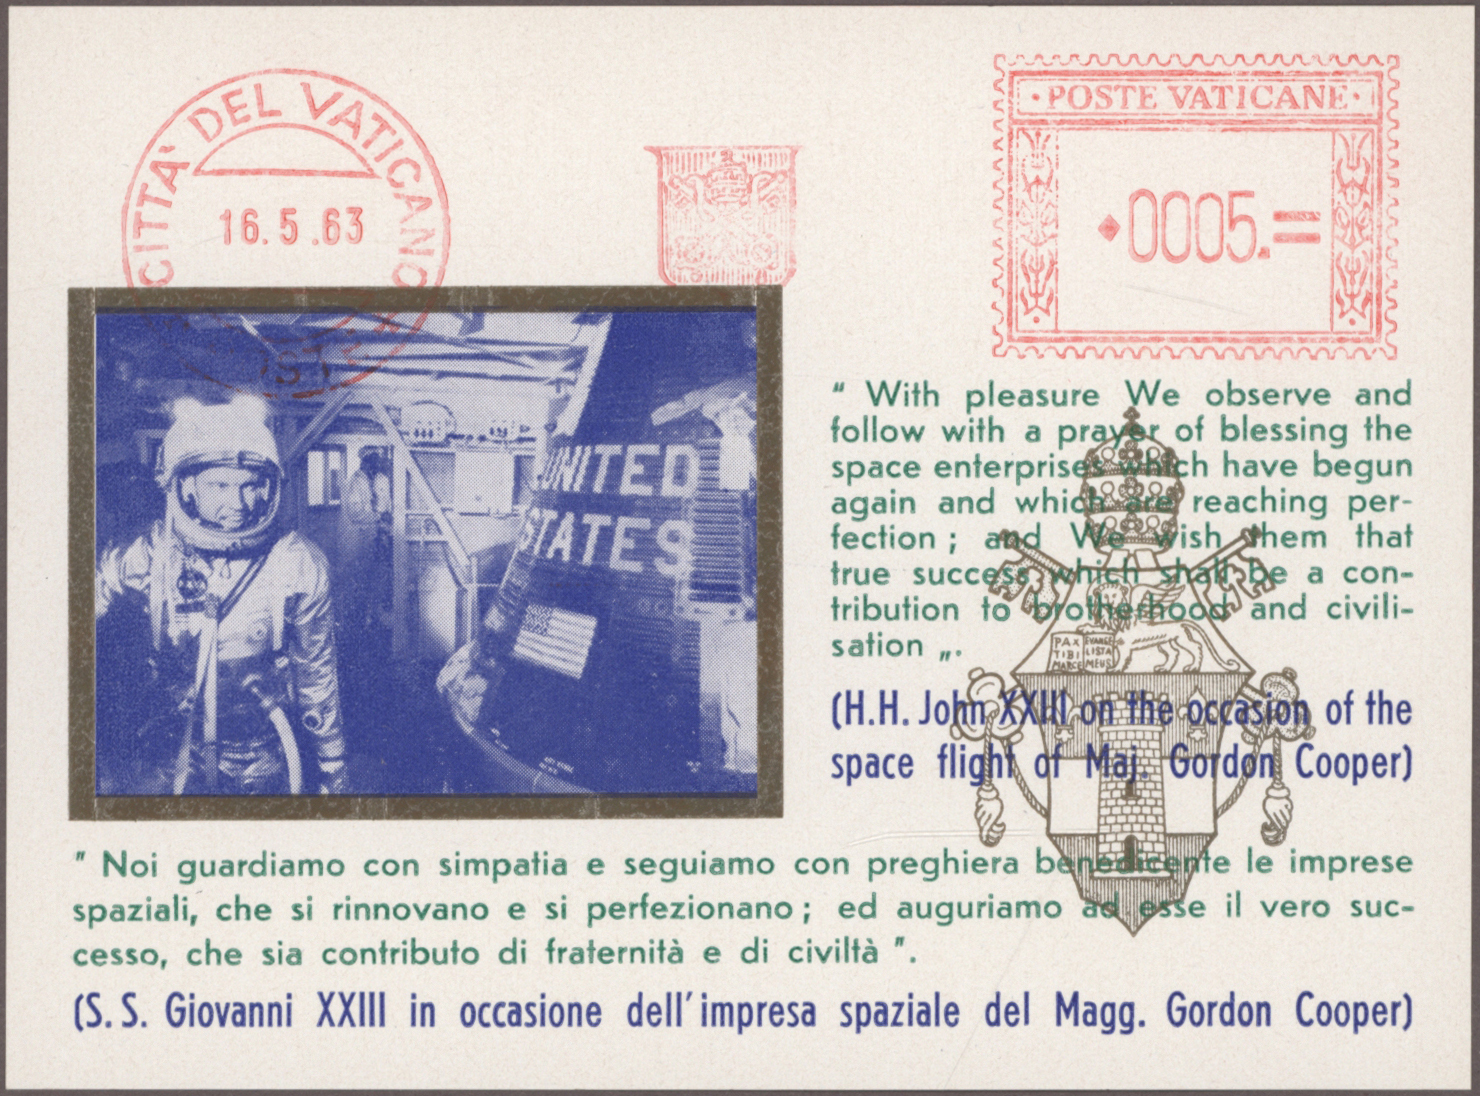 CITTA' DEL VATICANO
16.5.63
POSTE VATICANE
0005.=
UNITED
STATES
" With pleasure We observe and
follow with a prayer of blessing the
space enterprises which have begun
again and which are reaching per-
fection ; and We wish them that
true success which shall be a con-
tribution to brotherhood and civili-
sation „.
PAX TIBI MARCE
EVANGE LISTA MEUS
(H.H. John XXIII on the occasion of the
space flight of Maj. Gordon Cooper)
" Noi guardiamo con simpatia e seguiamo con preghiera benedicente le imprese
spaziali, che si rinnovano e si perfezionano ; ed auguriamo ad esse il vero suc-
cesso, che sia contributo di fraternità e di civiltà ".
(S. S. Giovanni XXIII in occasione dell'impresa spaziale del Magg. Gordon Cooper)